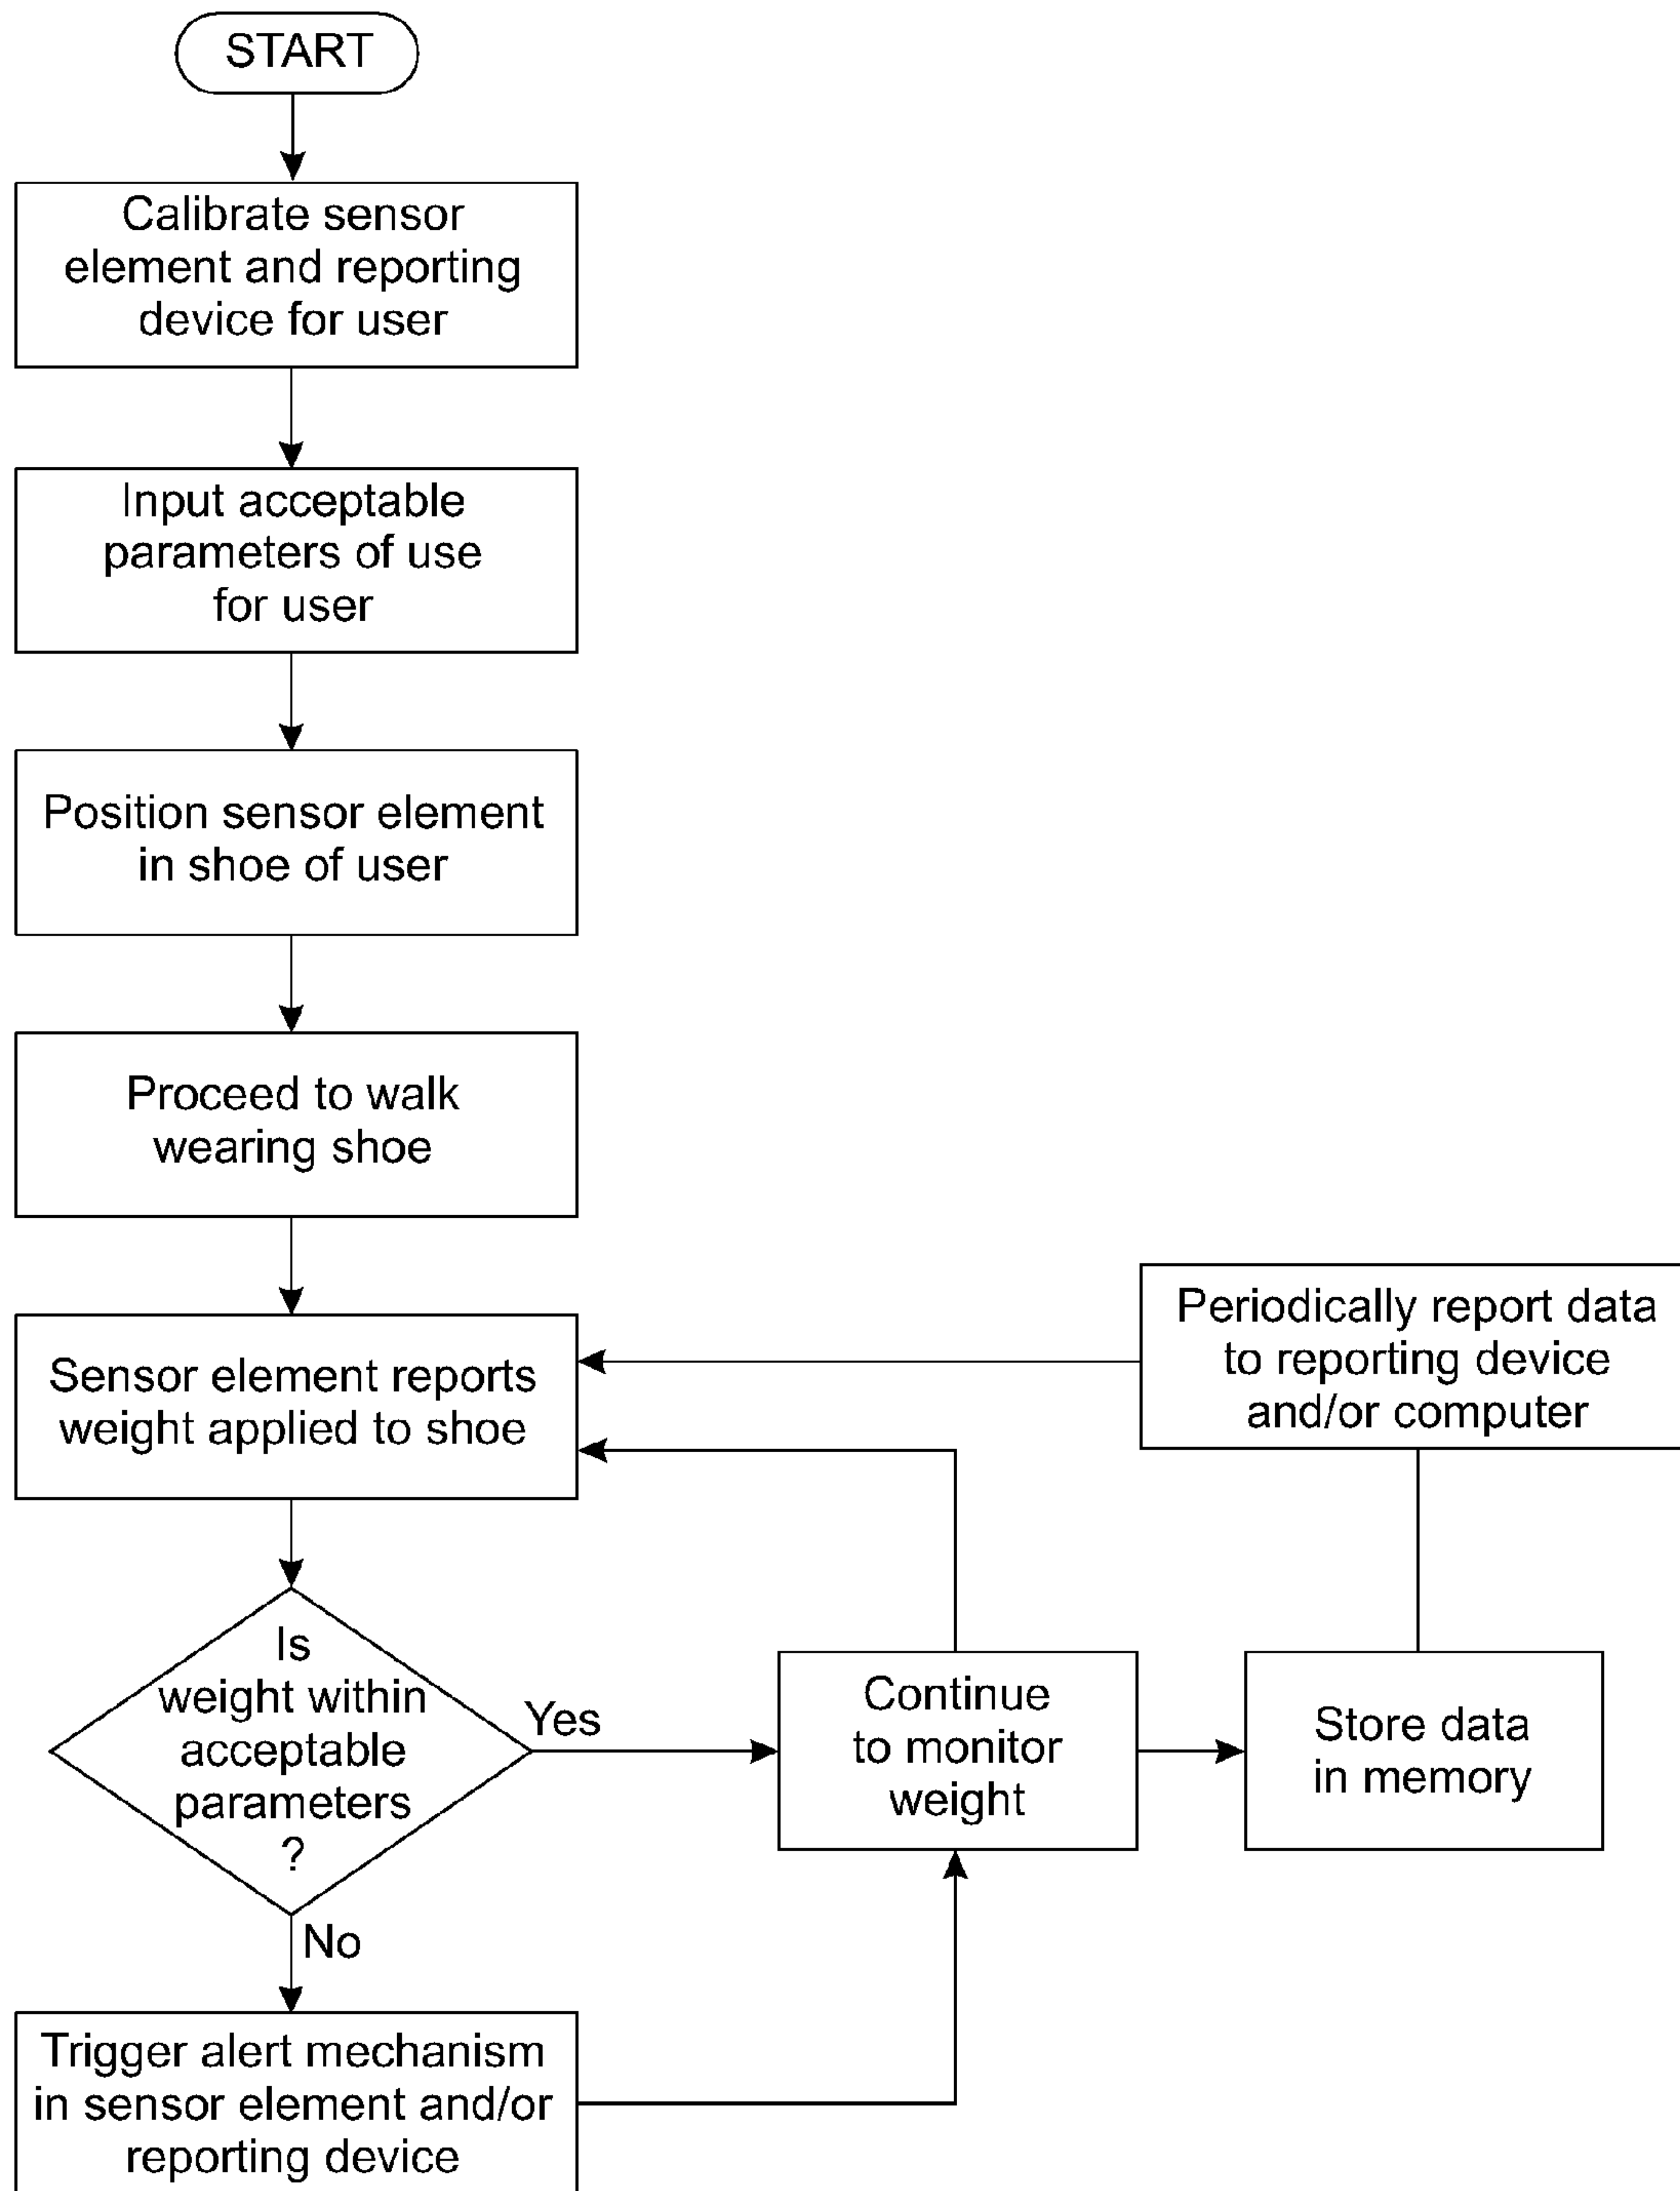 START
Calibrate sensor
element and reporting
device for user
Input acceptable
parameters of use
for user
Position sensor element
in shoe of user
Proceed to walk
wearing shoe
Sensor element reports
weight applied to shoe
Periodically report data
to reporting device
and/or computer
Is
weight within
acceptable
parameters
?
Yes
Continue
to monitor
weight
Store data
in memory
No
Trigger alert mechanism
in sensor element and/or
reporting device